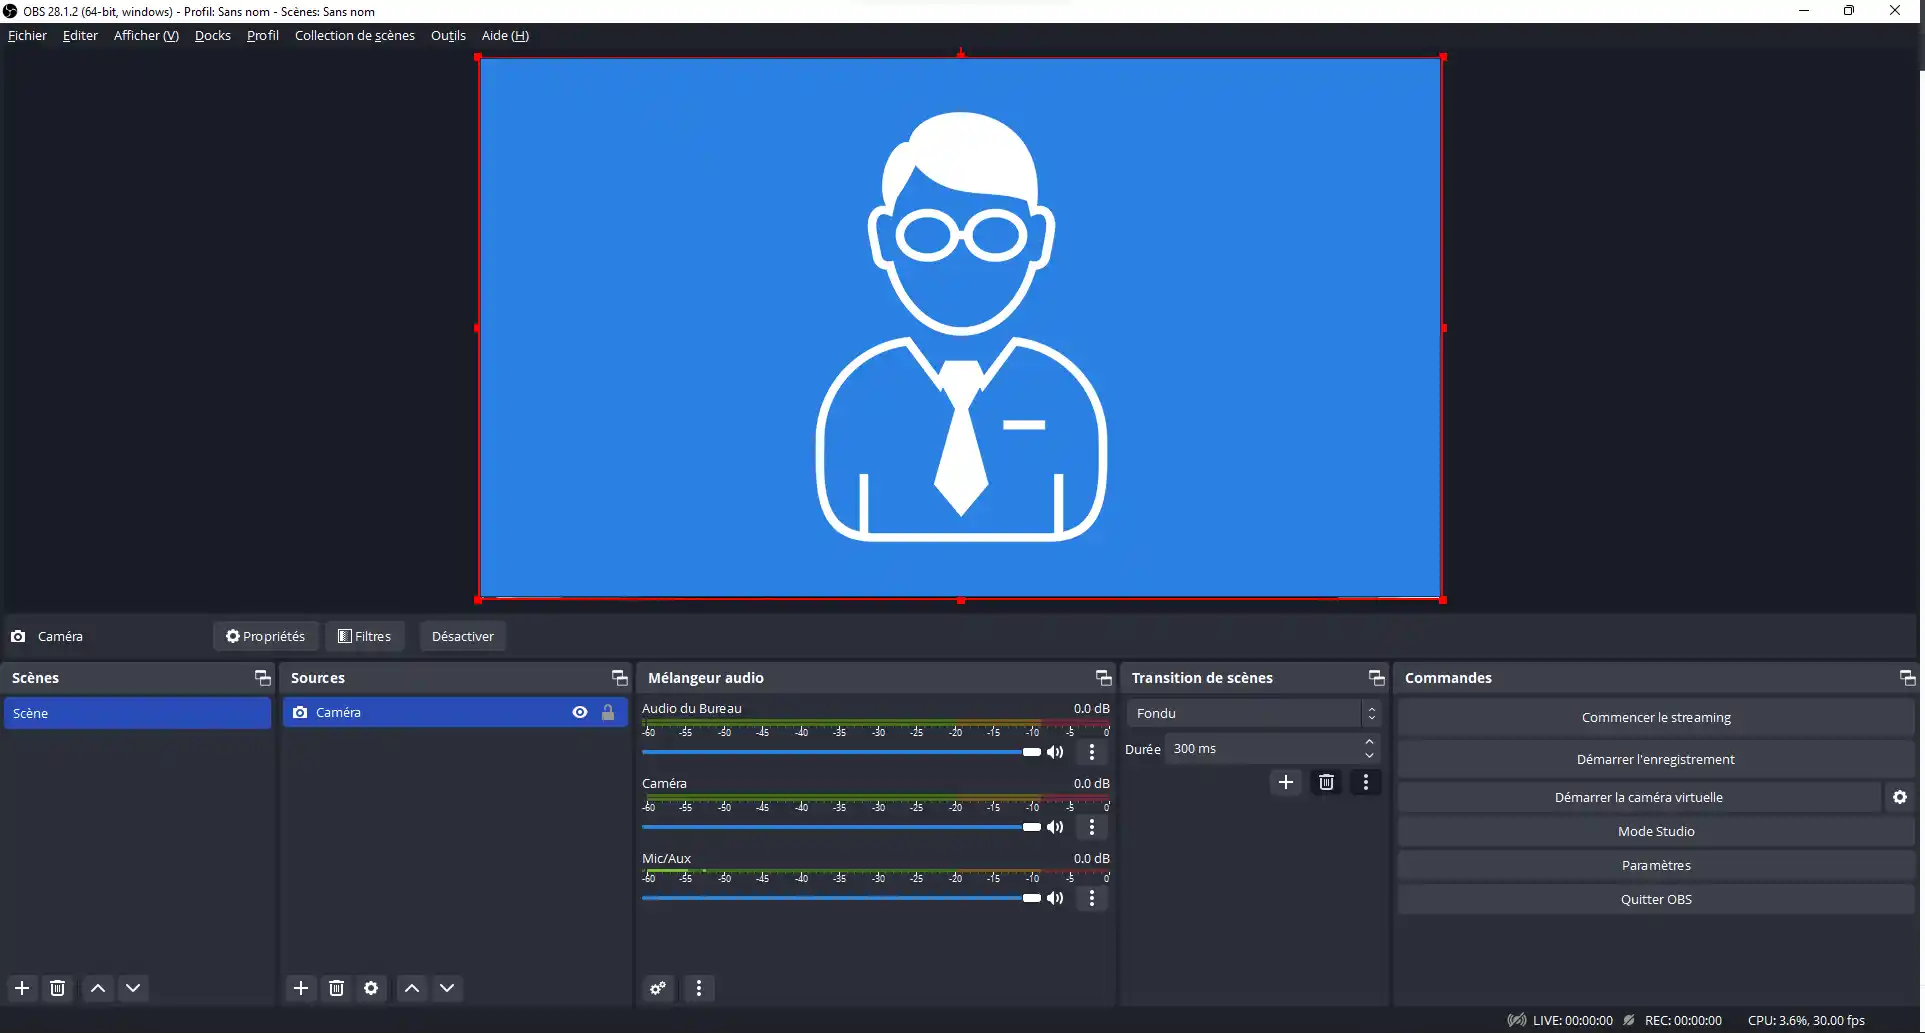 OBS 28.1.2 (64-bit, windows) - Profil: Sans nom - Scènes: Sans nom
Fichier Editer Afficher (V) Docks Profil Collection de scènes Outils Aide (H)
Caméra Propriétés Filtres Désactiver
Scènes
Scène
Sources
Caméra
Mélangeur audio
Audio du Bureau 0.0 dB
-60 -55 -50 -45 -40 -35 -30 -25 -20 -15 -10 -5 0
Caméra 0.0 dB
-60 -55 -50 -45 -40 -35 -30 -25 -20 -15 -10 -5 0
Mic/Aux 0.0 dB
-60 -55 -50 -45 -40 -35 -30 -25 -20 -15 -10 -5 0
Transition de scènes
Fondu
Durée 300 ms
Commandes
Commencer le streaming
Démarrer l'enregistrement
Démarrer la caméra virtuelle
Mode Studio
Paramètres
Quitter OBS
LIVE: 00:00:00 REC: 00:00:00 CPU: 3.6%, 30.00 fps